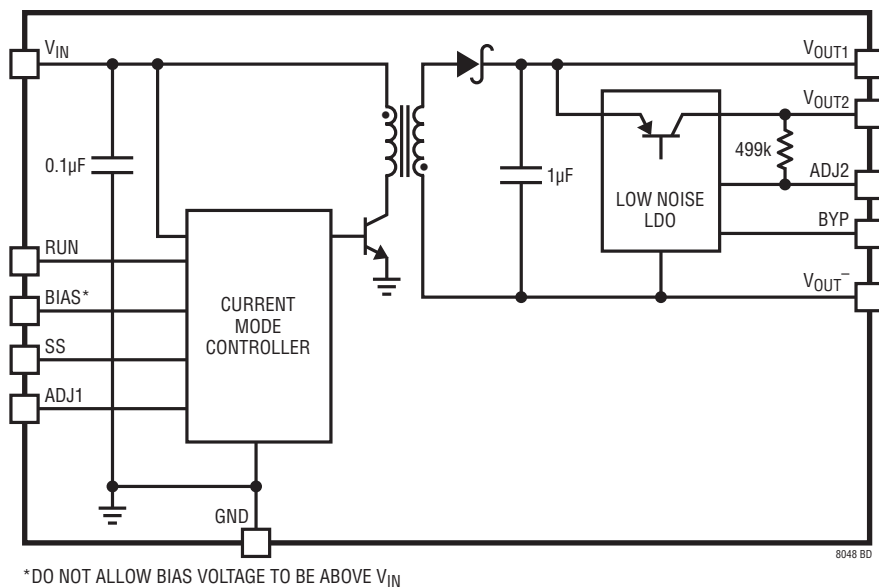 VIN
VOUT1
VOUT2
499k
0.1µF
1µF
ADJ2
LOW NOISE
LDO
BYP
RUN
VOUT–
BIAS*
CURRENT
MODE
CONTROLLER
SS
ADJ1
GND
8048 BD
*DO NOT ALLOW BIAS VOLTAGE TO BE ABOVE VIN